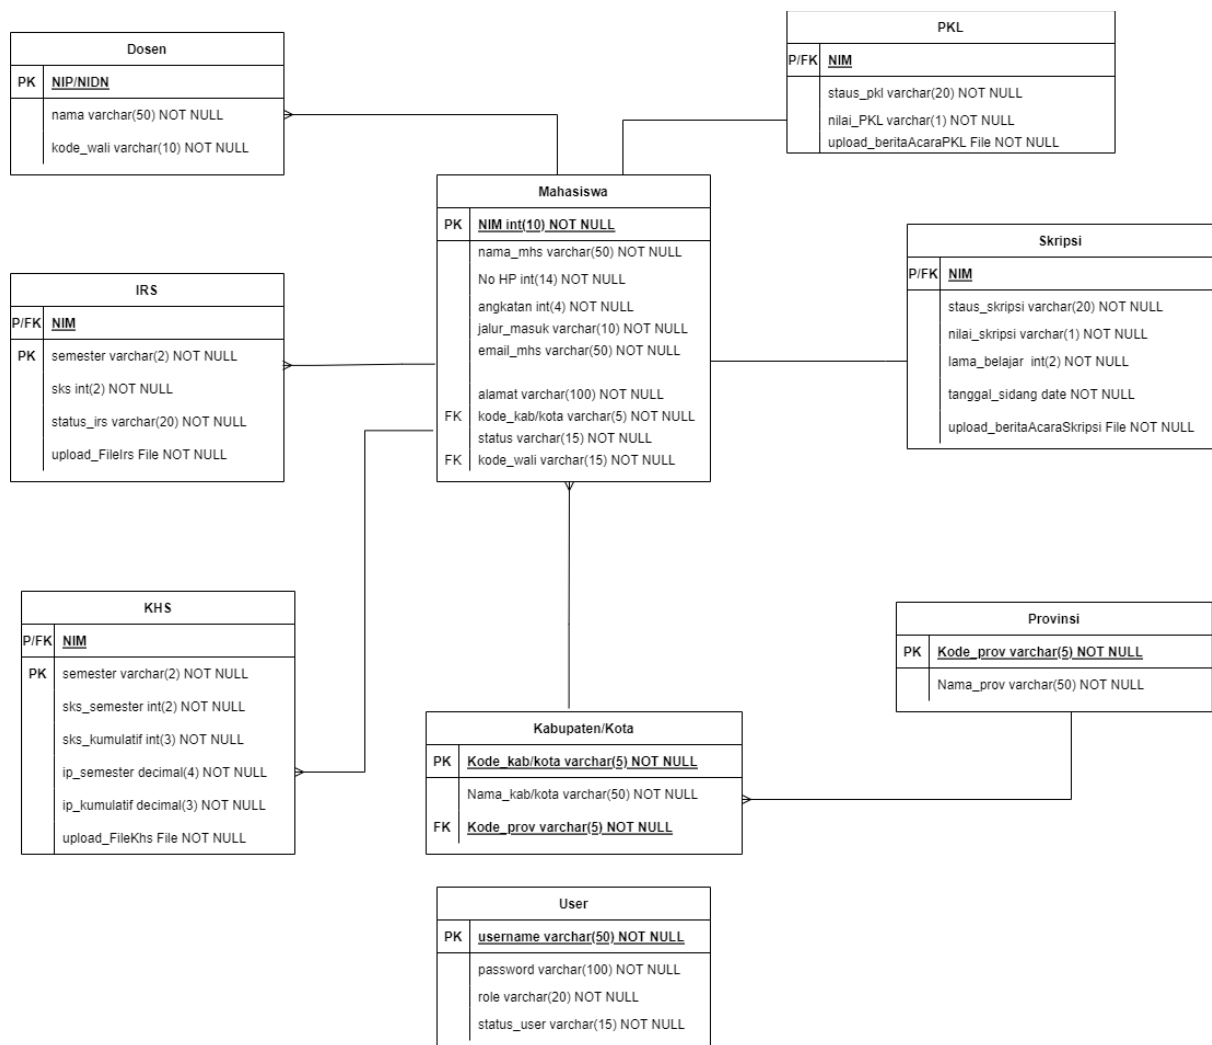 Dosen
PK NIP/NIDN
nama varchar(50) NOT NULL
kode_wali varchar(10) NOT NULL
PKL
P/FK NIM
staus_pkl varchar(20) NOT NULL
nilai_PKL varchar(1) NOT NULL
upload_beritaAcaraPKL File NOT NULL
Mahasiswa
PK NIM int(10) NOT NULL
nama_mhs varchar(50) NOT NULL
No HP int(14) NOT NULL
angkatan int(4) NOT NULL
jalur_masuk varchar(10) NOT NULL
email_mhs varchar(50) NOT NULL
alamat varchar(100) NOT NULL
FK kode_kab/kota varchar(5) NOT NULL
status varchar(15) NOT NULL
FK kode_wali varchar(15) NOT NULL
Skripsi
P/FK NIM
staus_skripsi varchar(20) NOT NULL
nilai_skripsi varchar(1) NOT NULL
lama_belajar int(2) NOT NULL
tanggal_sidang date NOT NULL
upload_beritaAcaraSkripsi File NOT NULL
IRS
P/FK NIM
PK semester varchar(2) NOT NULL
sks int(2) NOT NULL
status_irs varchar(20) NOT NULL
upload_FileIrs File NOT NULL
KHS
P/FK NIM
PK semester varchar(2) NOT NULL
sks_semester int(2) NOT NULL
sks_kumulatif int(3) NOT NULL
ip_semester decimal(4) NOT NULL
ip_kumulatif decimal(3) NOT NULL
upload_FileKhs File NOT NULL
Provinsi
PK Kode_prov varchar(5) NOT NULL
Nama_prov varchar(50) NOT NULL
Kabupaten/Kota
PK Kode_kab/kota varchar(5) NOT NULL
Nama_kab/kota varchar(50) NOT NULL
FK Kode_prov varchar(5) NOT NULL
User
PK username varchar(50) NOT NULL
password varchar(100) NOT NULL
role varchar(20) NOT NULL
status_user varchar(15) NOT NULL